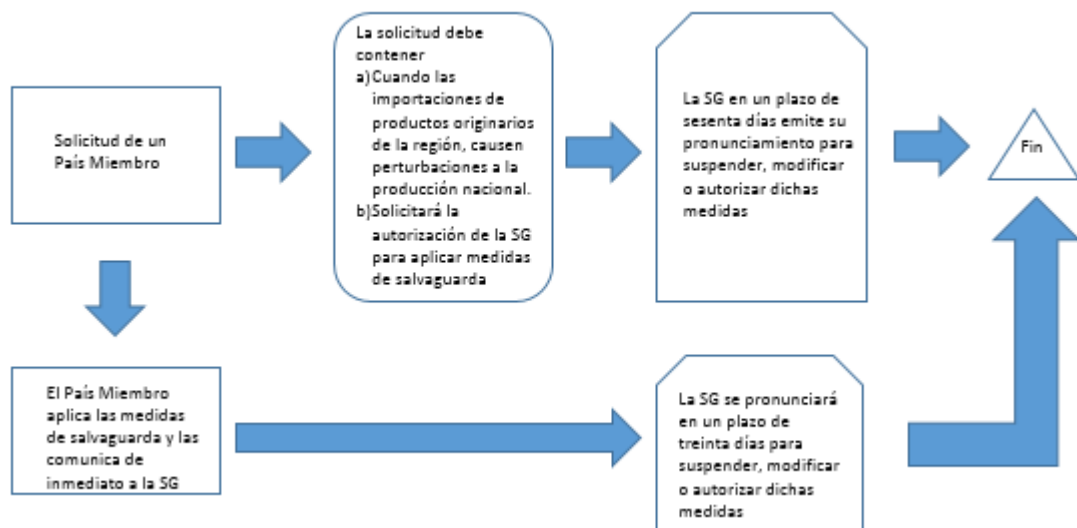 Solicitud de un
País Miembro
La solicitud debe
contener
a)Cuando las
importaciones de
productos originarios
de la región, causen
perturbaciones a la
producción nacional.
b)Solicitará la
autorización de la SG
para aplicar medidas
de salvaguarda
La SG en un plazo de
sesenta días emite su
pronunciamiento para
suspender, modificar
o autorizar dichas
medidas
Fin
El País Miembro
aplica las medidas
de salvaguarda y las
comunica de
inmediato a la SG
La SG se pronunciará
en un plazo de
treinta días para
suspender, modificar
o autorizar dichas
medidas